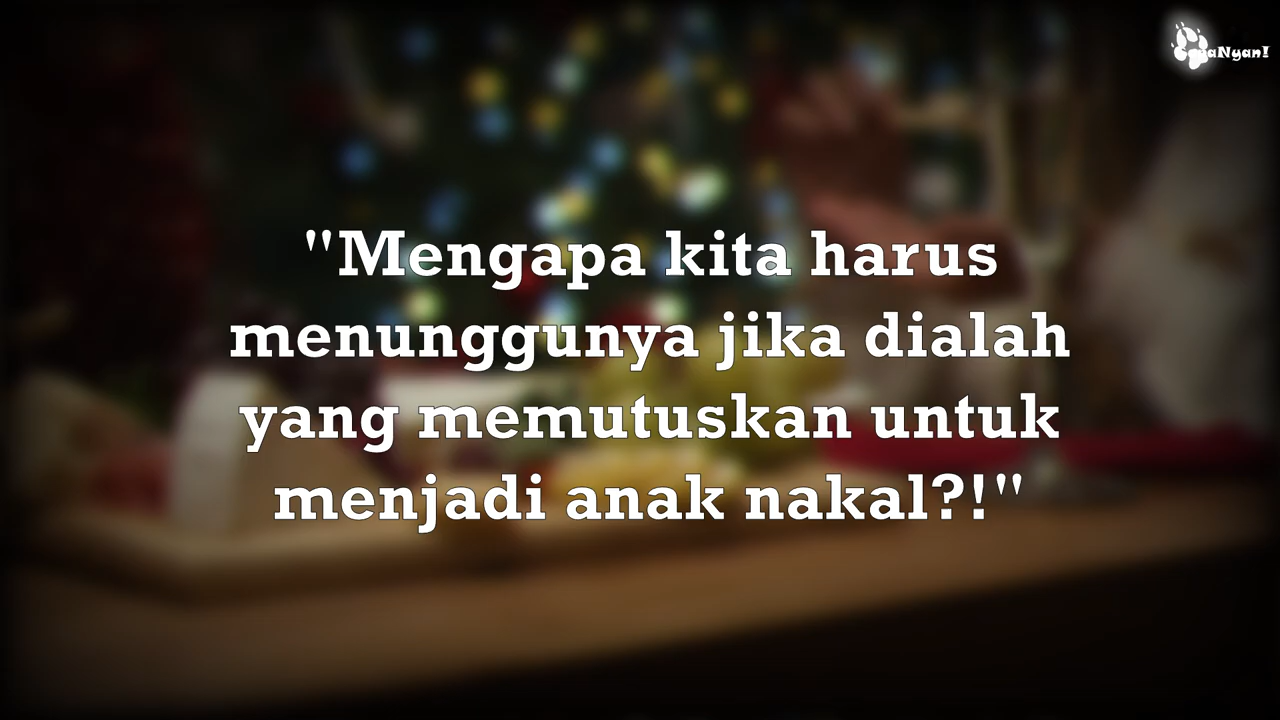 "Mengapa kita harus
menunggunya jika dialah
yang memutuskan untuk
menjadi anak nakal?!"